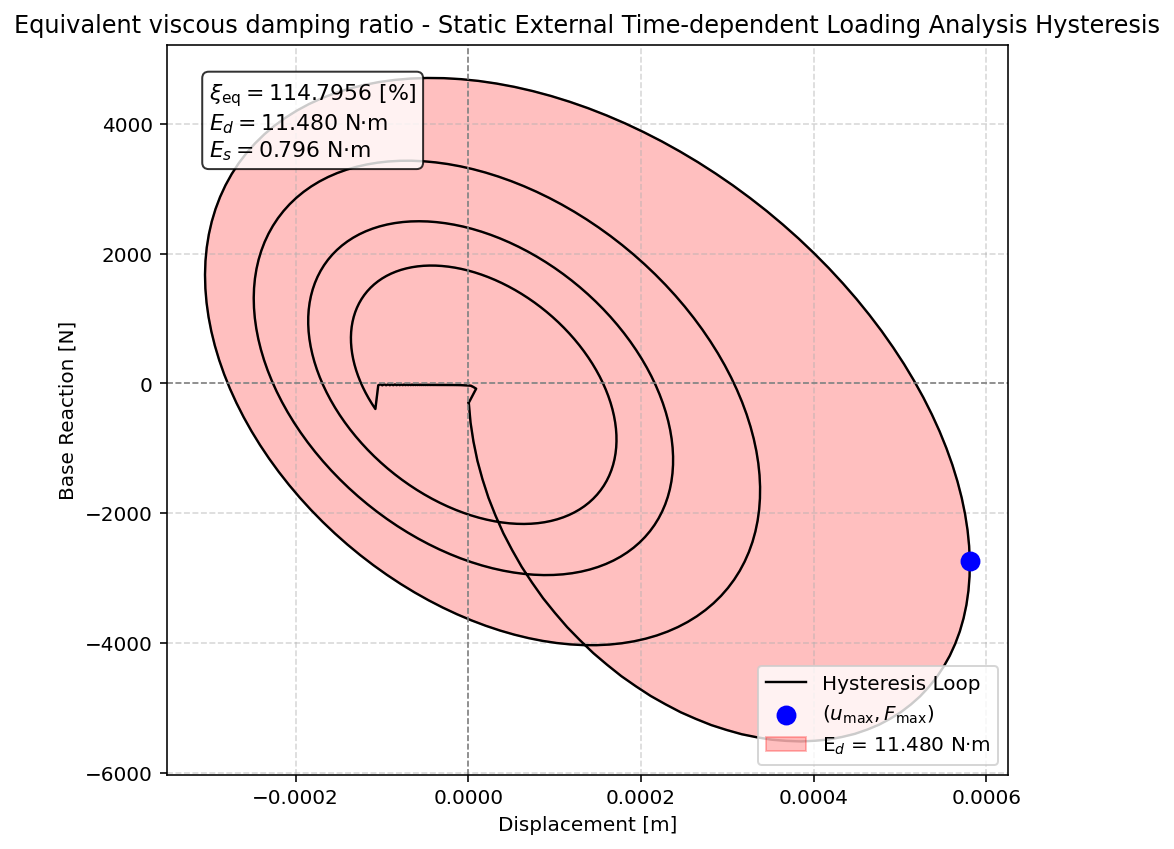 Equivalent viscous damping ratio - Static External Time-dependent Loading Analysis Hysteresis
ξeq = 114.7956 [%]
Ed = 11.480 N·m
Es = 0.796 N·m
4000
2000
0
−2000
−4000
−6000
Base Reaction [N]
Hysteresis Loop
(umax, Fmax)
Ed = 11.480 N·m
−0.0002
0.0000
0.0002
0.0004
0.0006
Displacement [m]